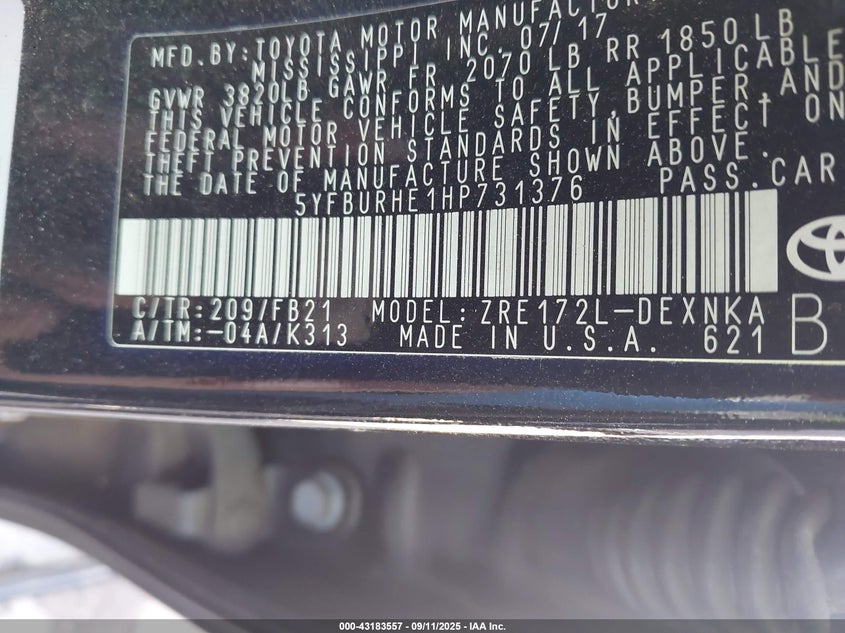 MFD.BY:TOYOTA MOTOR MANUFACTUR
MISSISSIPPI INC. 07/17
GVWR 3820LB GAWR FR 2070 LB RR 1850 LB
THIS VEHICLE CONFORMS TO ALL APPLICABLE
FEDERAL MOTOR VEHICLE SAFETY,BUMPER,AND
THEFT PREVENTION STANDARDS IN EFFECT ON
THE DATE OF MANUFACTURE SHOWN ABOVE.
5YFBURHE1HP731376 PASS.CAR
C/TR:209/FB21 MODEL:ZRE172L-DEXNKA
A/TM:-04A/K313 MADE IN U.S.A. 621 B
000-43183557 - 09/11/2025 - IAA Inc.